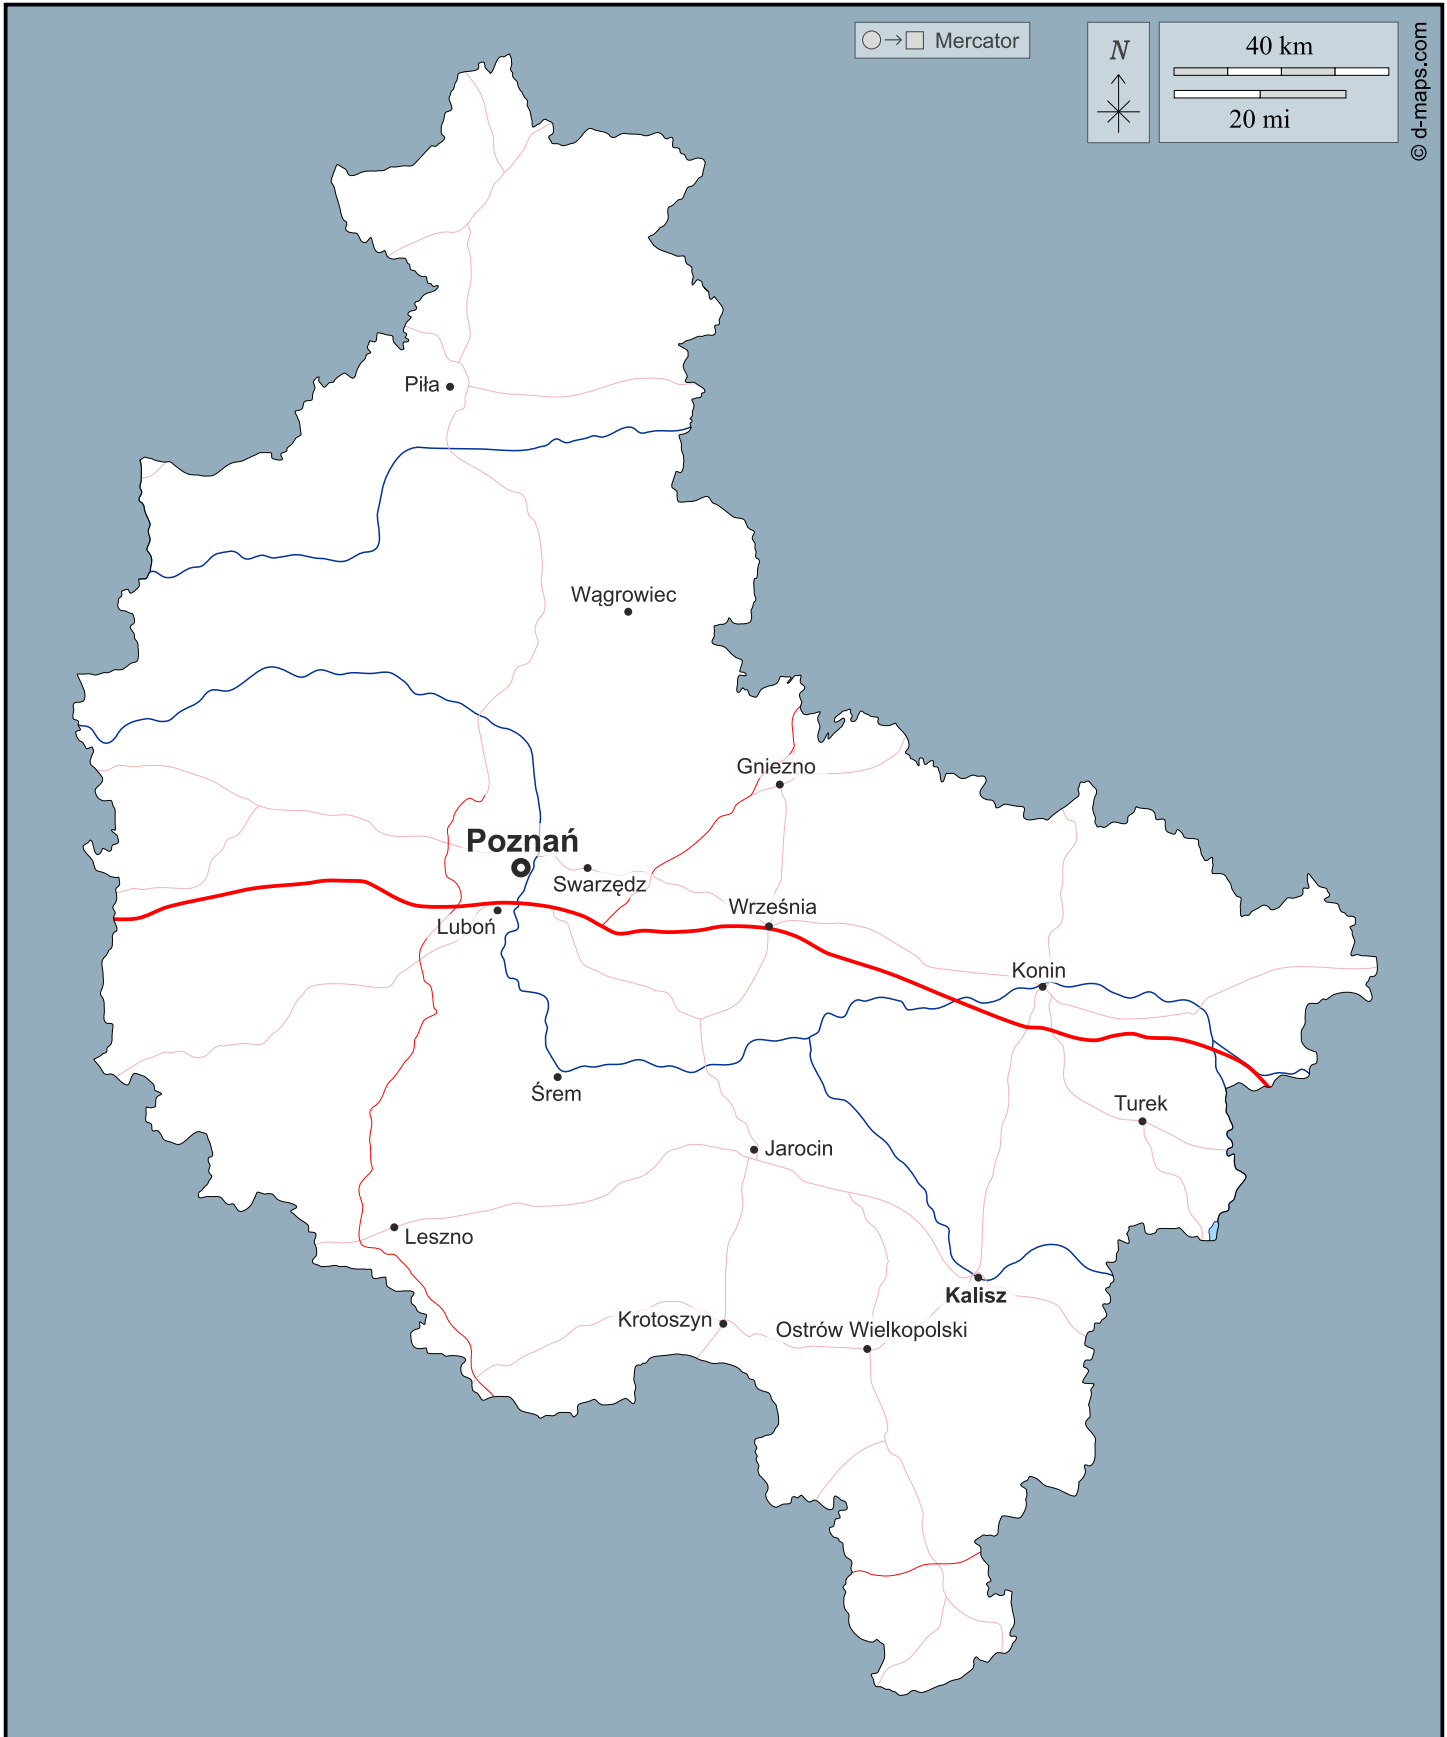 Mercator
N
40 km
20 mi
© d-maps.com
Piła
Wągrowiec
Gniezno
Poznań
Swarzędz
Września
Luboń
Konin
Śrem
Turek
Jarocin
Leszno
Kalisz
Krotoszyn
Ostrów Wielkopolski